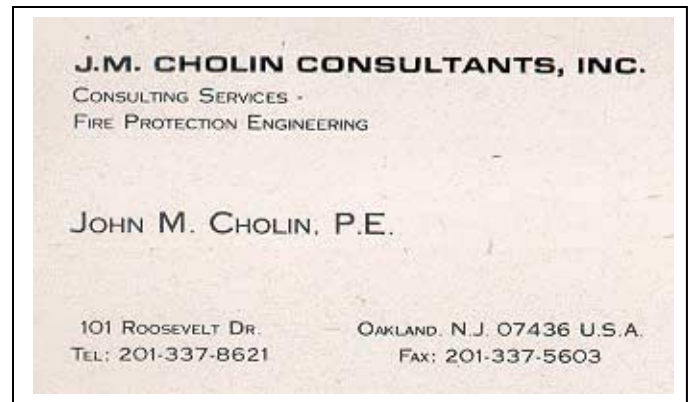 J.M. CHOLIN CONSULTANTS, INC.
CONSULTING SERVICES -
FIRE PROTECTION ENGINEERING
JOHN M. CHOLIN, P.E.
101 ROOSEVELT DR. OAKLAND, N.J. 07436 U.S.A.
TEL: 201-337-8621 FAX: 201-337-5603